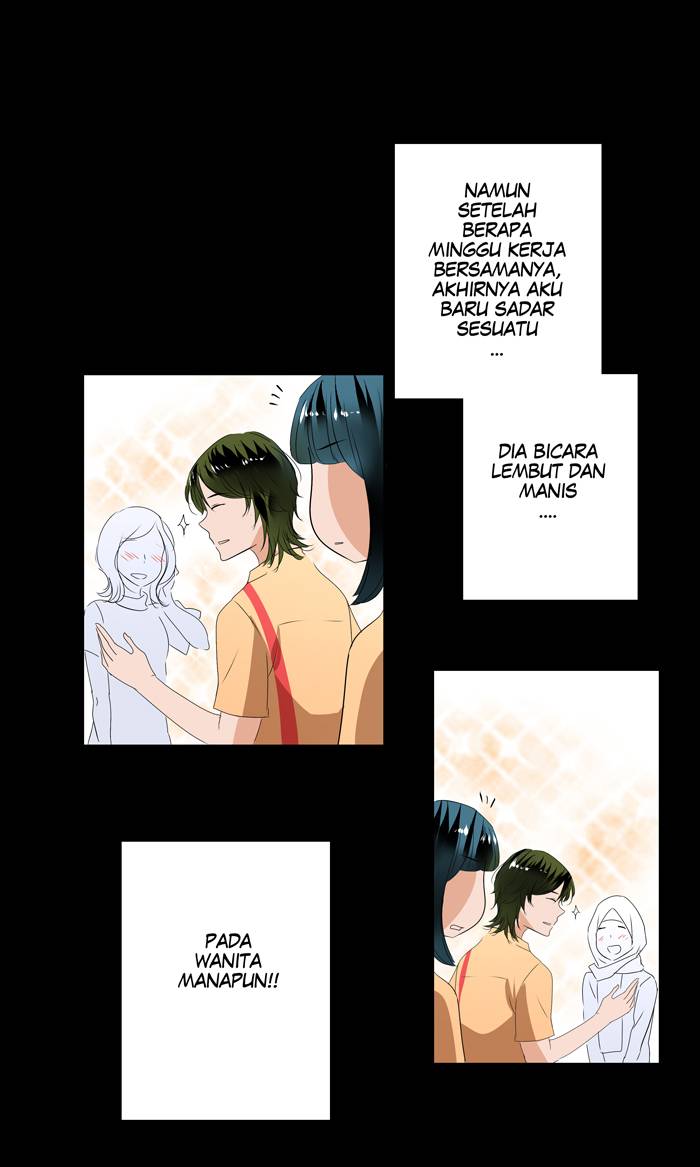 NAMUN
SETELAH
BERAPA
MINGGU KERJA
BERSAMANYA,
AKHIRNYA AKU
BARU SADAR
SESUATU
...
DIA BICARA
LEMBUT DAN
MANIS
....
PADA
WANITA
MANAPUN!!